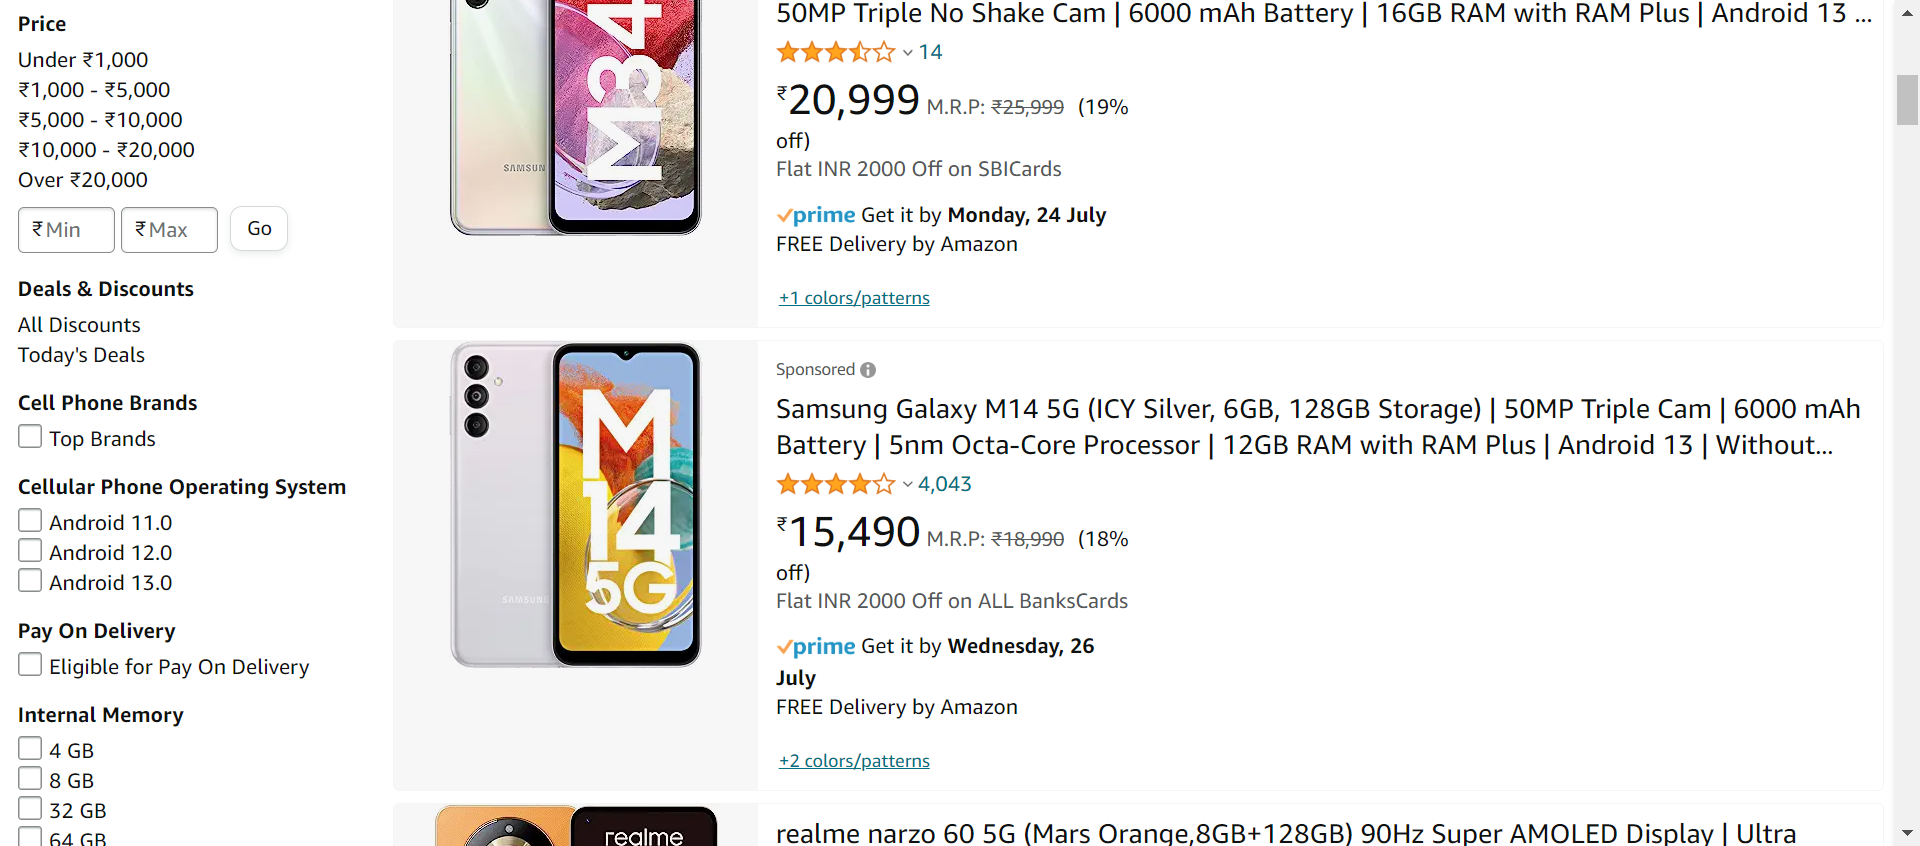 Price
Under ₹1,000
₹1,000 - ₹5,000
₹5,000 - ₹10,000
₹10,000 - ₹20,000
Over ₹20,000
₹ Min
₹ Max
Go
Deals & Discounts
All Discounts
Today's Deals
Cell Phone Brands
Top Brands
Cellular Phone Operating System
Android 11.0
Android 12.0
Android 13.0
Pay On Delivery
Eligible for Pay On Delivery
Internal Memory
4 GB
8 GB
32 GB
64 GB
M34
SAMSUN
50MP Triple No Shake Cam | 6000 mAh Battery | 16GB RAM with RAM Plus | Android 13 ...
14
₹20,999 M.R.P: ₹25,999 (19%
off)
Flat INR 2000 Off on SBICards
prime Get it by Monday, 24 July
FREE Delivery by Amazon
+1 colors/patterns
M
14
5G
SAMSUNG
Sponsored
Samsung Galaxy M14 5G (ICY Silver, 6GB, 128GB Storage) | 50MP Triple Cam | 6000 mAh
Battery | 5nm Octa-Core Processor | 12GB RAM with RAM Plus | Android 13 | Without...
4,043
₹15,490 M.R.P: ₹18,990 (18%
off)
Flat INR 2000 Off on ALL BanksCards
prime Get it by Wednesday, 26
July
FREE Delivery by Amazon
+2 colors/patterns
realme
realme narzo 60 5G (Mars Orange,8GB+128GB) 90Hz Super AMOLED Display | Ultra